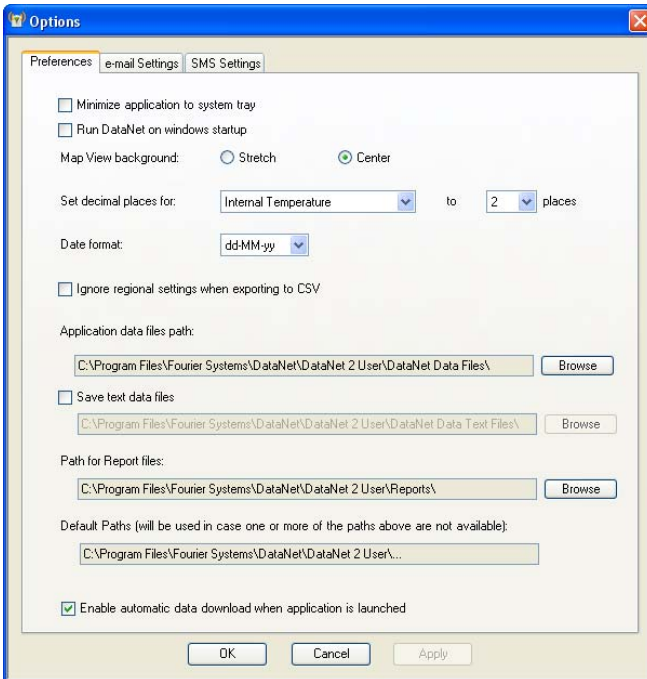 Options
Preferences e-mail Settings SMS Settings
Minimize application to system tray
Run DataNet on windows startup
Map View background: Stretch Center
Set decimal places for: Internal Temperature to 2 places
Date format: dd-MM-yy
Ignore regional settings when exporting to CSV
Application data files path:
C:\Program Files\Fourier Systems\DataNet\DataNet 2 User\DataNet Data Files\ Browse
Save text data files
C:\Program Files\Fourier Systems\DataNet\DataNet 2 User\DataNet Data Text Files\ Browse
Path for Report files:
C:\Program Files\Fourier Systems\DataNet\DataNet 2 User\Reports\ Browse
Default Paths (will be used in case one or more of the paths above are not available):
C:\Program Files\Fourier Systems\DataNet\DataNet 2 User\...
Enable automatic data download when application is launched
OK Cancel Apply